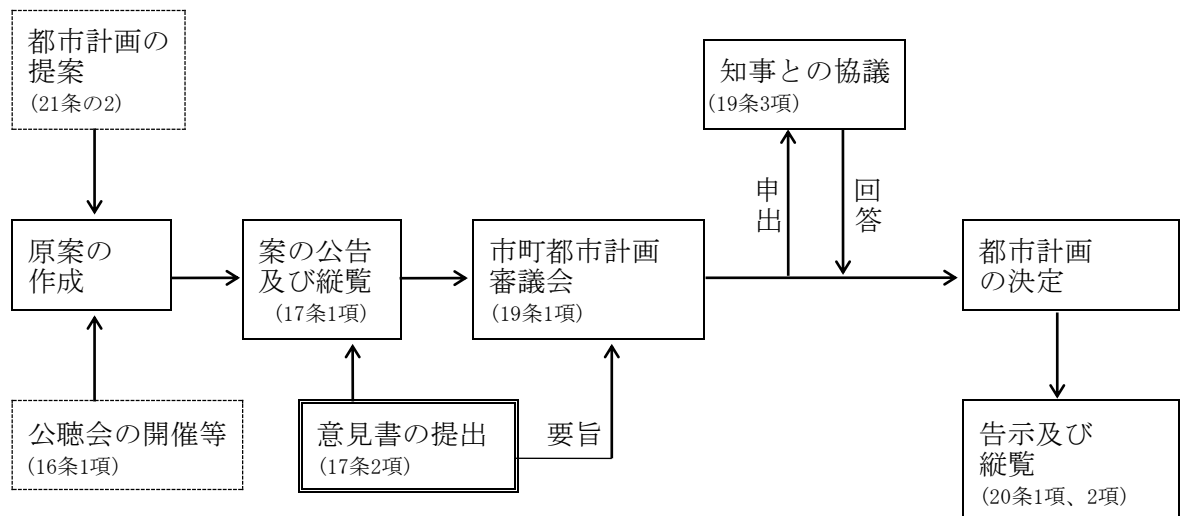 都市計画の
提案
(21条の2)
知事との協議
(19条3項)
申出
回答
原案の
作成
案の公告
及び縦覧
(17条1項)
市町都市計画
審議会
(19条1項)
都市計画
の決定
公聴会の開催等
(16条1項)
意見書の提出
(17条2項)
要旨
告示及び
縦覧
(20条1項、2項)